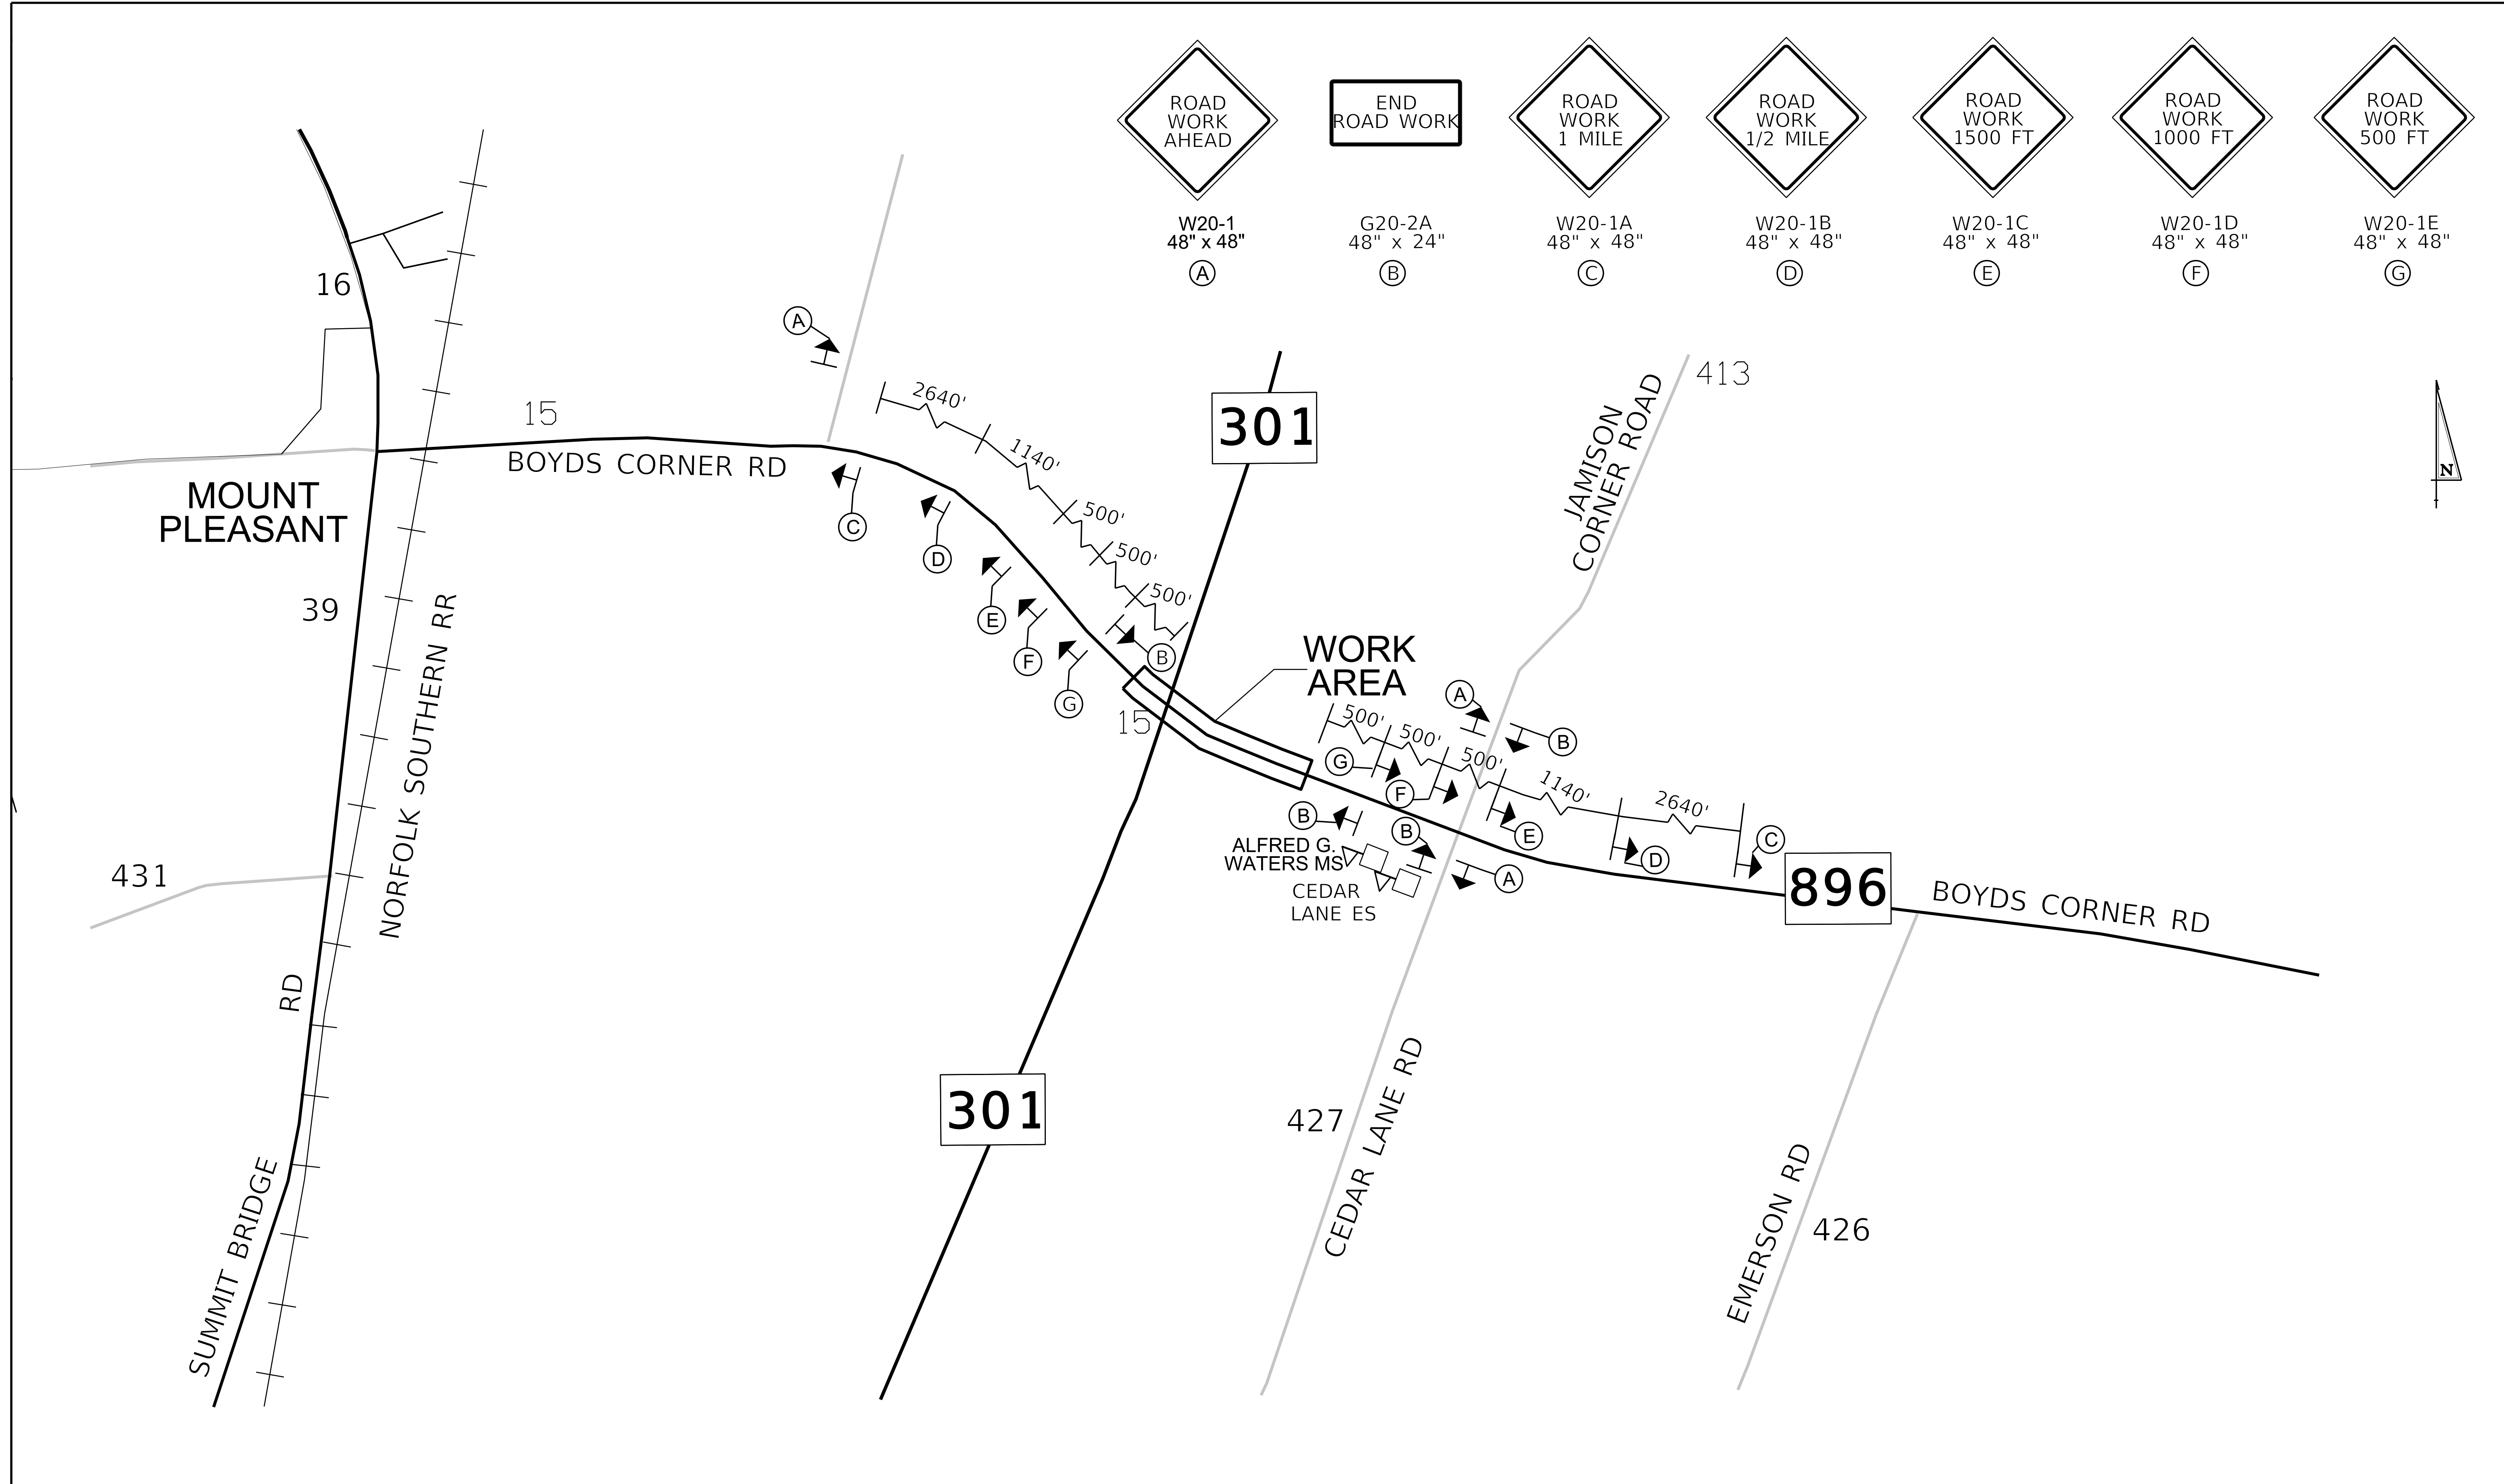 ROAD
WORK
AHEAD
W20-1
48" x 48"
A
END
ROAD WORK
G20-2A
48" x 24"
B
ROAD
WORK
1 MILE
W20-1A
48" x 48"
C
ROAD
WORK
1/2 MILE
W20-1B
48" x 48"
D
ROAD
WORK
1500 FT
W20-1C
48" x 48"
E
ROAD
WORK
1000 FT
W20-1D
48" x 48"
F
ROAD
WORK
500 FT
W20-1E
48" x 48"
G
16
A
15
BOYDS CORNER RD
MOUNT
PLEASANT
39
NORFOLK SOUTHERN RR
431
SUMMIT BRIDGE
RD
2640'
1140'
500'
500'
500'
C
D
E
F
G
B
15
301
301
WORK
AREA
JAMISON
CORNER ROAD
413
N
A
B
500'
500'
500'
1140'
2640'
G
F
E
D
C
B
B
A
ALFRED G.
WATERS MS
CEDAR
LANE ES
896
BOYDS CORNER RD
427
CEDAR LANE RD
EMERSON RD
426